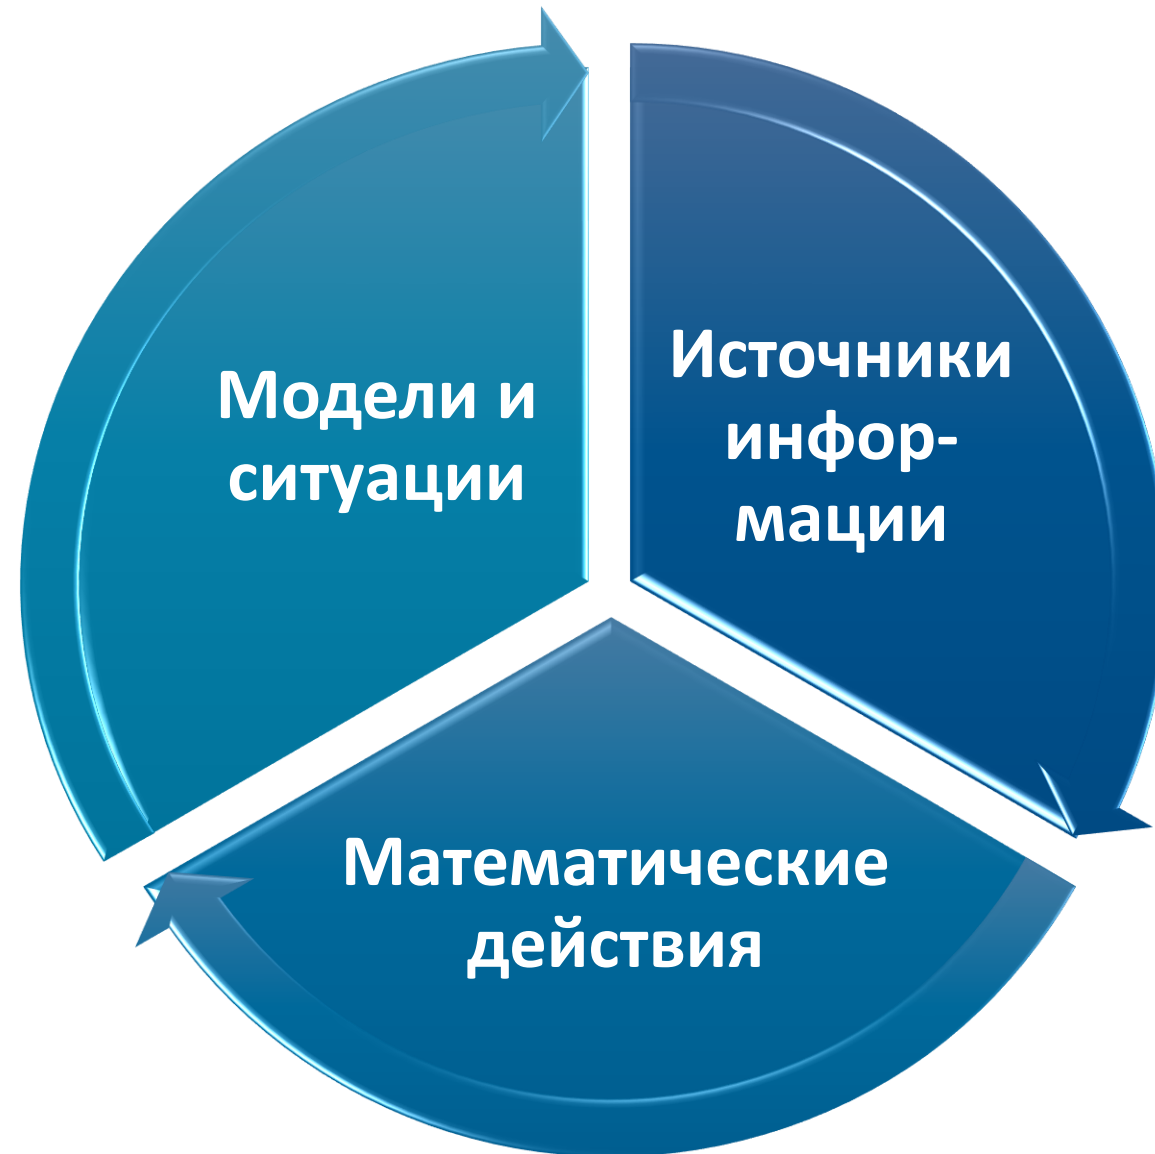 Модели и
ситуации
Источники
инфор-
мации
Математические
действия